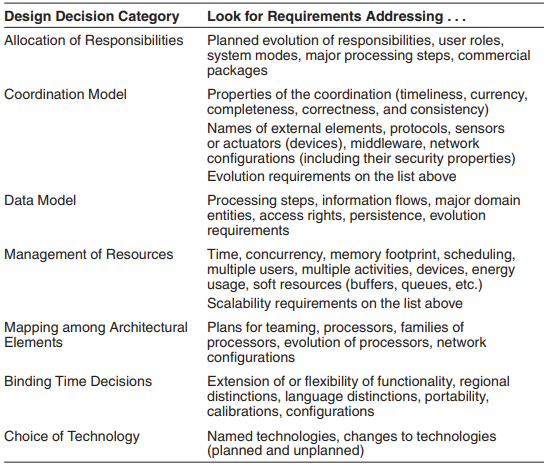 Design Decision Category Look for Requirements Addressing . . .
Allocation of Responsibilities Planned evolution of responsibilities, user roles,
system modes, major processing steps, commercial
packages
Coordination Model Properties of the coordination (timeliness, currency,
completeness, correctness, and consistency)
Names of external elements, protocols, sensors
or actuators (devices), middleware, network
configurations (including their security properties)
Evolution requirements on the list above
Data Model Processing steps, information flows, major domain
entities, access rights, persistence, evolution
requirements
Management of Resources Time, concurrency, memory footprint, scheduling,
multiple users, multiple activities, devices, energy
usage, soft resources (buffers, queues, etc.)
Scalability requirements on the list above
Mapping among Architectural Plans for teaming, processors, families of
Elements processors, evolution of processors, network
configurations
Binding Time Decisions Extension of or flexibility of functionality, regional
distinctions, language distinctions, portability,
calibrations, configurations
Choice of Technology Named technologies, changes to technologies
(planned and unplanned)